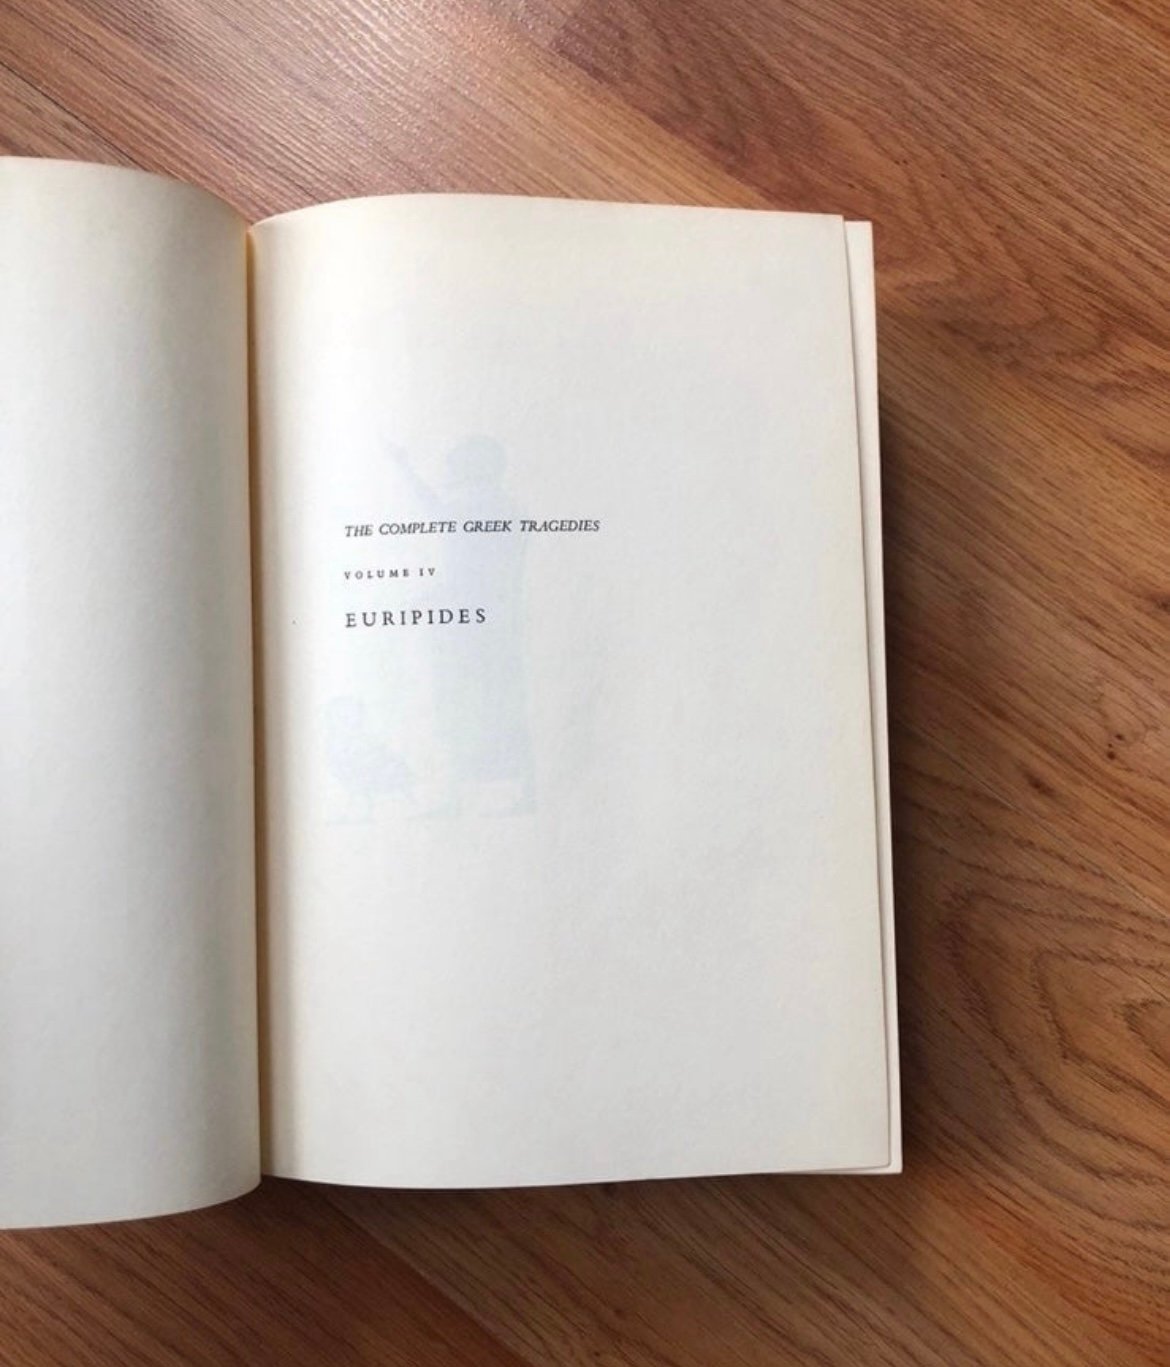 THE COMPLETE GREEK TRAGEDIES
VOLUME IV
EURIPIDES